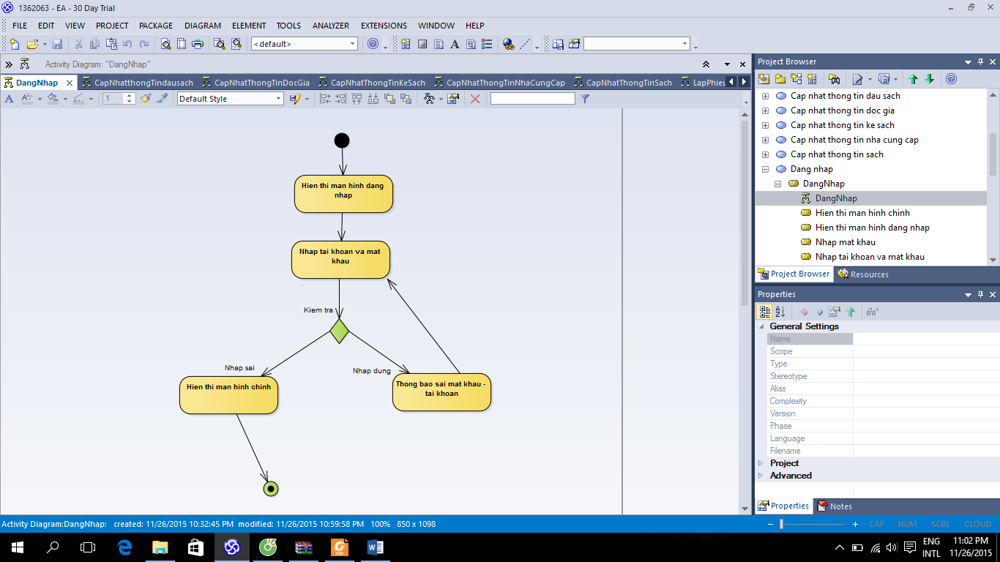 1362063 - EA - 30 Day Trial
FILE EDIT VIEW PROJECT PACKAGE DIAGRAM ELEMENT TOOLS ANALYZER EXTENSIONS WINDOW HELP
<default>
Activity Diagram: "DangNhap"
DangNhap CapNhatthongTindausach CapNhatThongTinDocGia CapNhatThongTinKeSach CapNhatThongTinNhaCungCap CapNhatThongTinSach LapPhieu
1 Default Style
Hien thi man hinh dang
nhap
Nhap tai khoan va mat
khau
Kiem tra
Nhap sai
Nhap dung
Hien thi man hinh chinh
Thong bao sai mat khau -
tai khoan
Project Browser
Cap nhat thong tin dau sach
Cap nhat thong tin doc gia
Cap nhat thong tin ke sach
Cap nhat thong tin nha cung cap
Cap nhat thong tin sach
Dang nhap
DangNhap
DangNhap
Hien thi man hinh chinh
Hien thi man hinh dang nhap
Nhap mat khau
Nhap tai khoan va mat khau
Project Browser Resources
Properties
General Settings
Name
Scope
Type
Stereotype
Alias
Complexity
Version
Phase
Language
Filename
Project
Advanced
Properties Notes
Activity Diagram:DangNhap: created: 11/26/2015 10:32:45 PM modified: 11/26/2015 10:59:58 PM 100% 850 x 1098
CAP NUM SCRL CLOUD
ENG
INTL
11:02 PM
11/26/2015